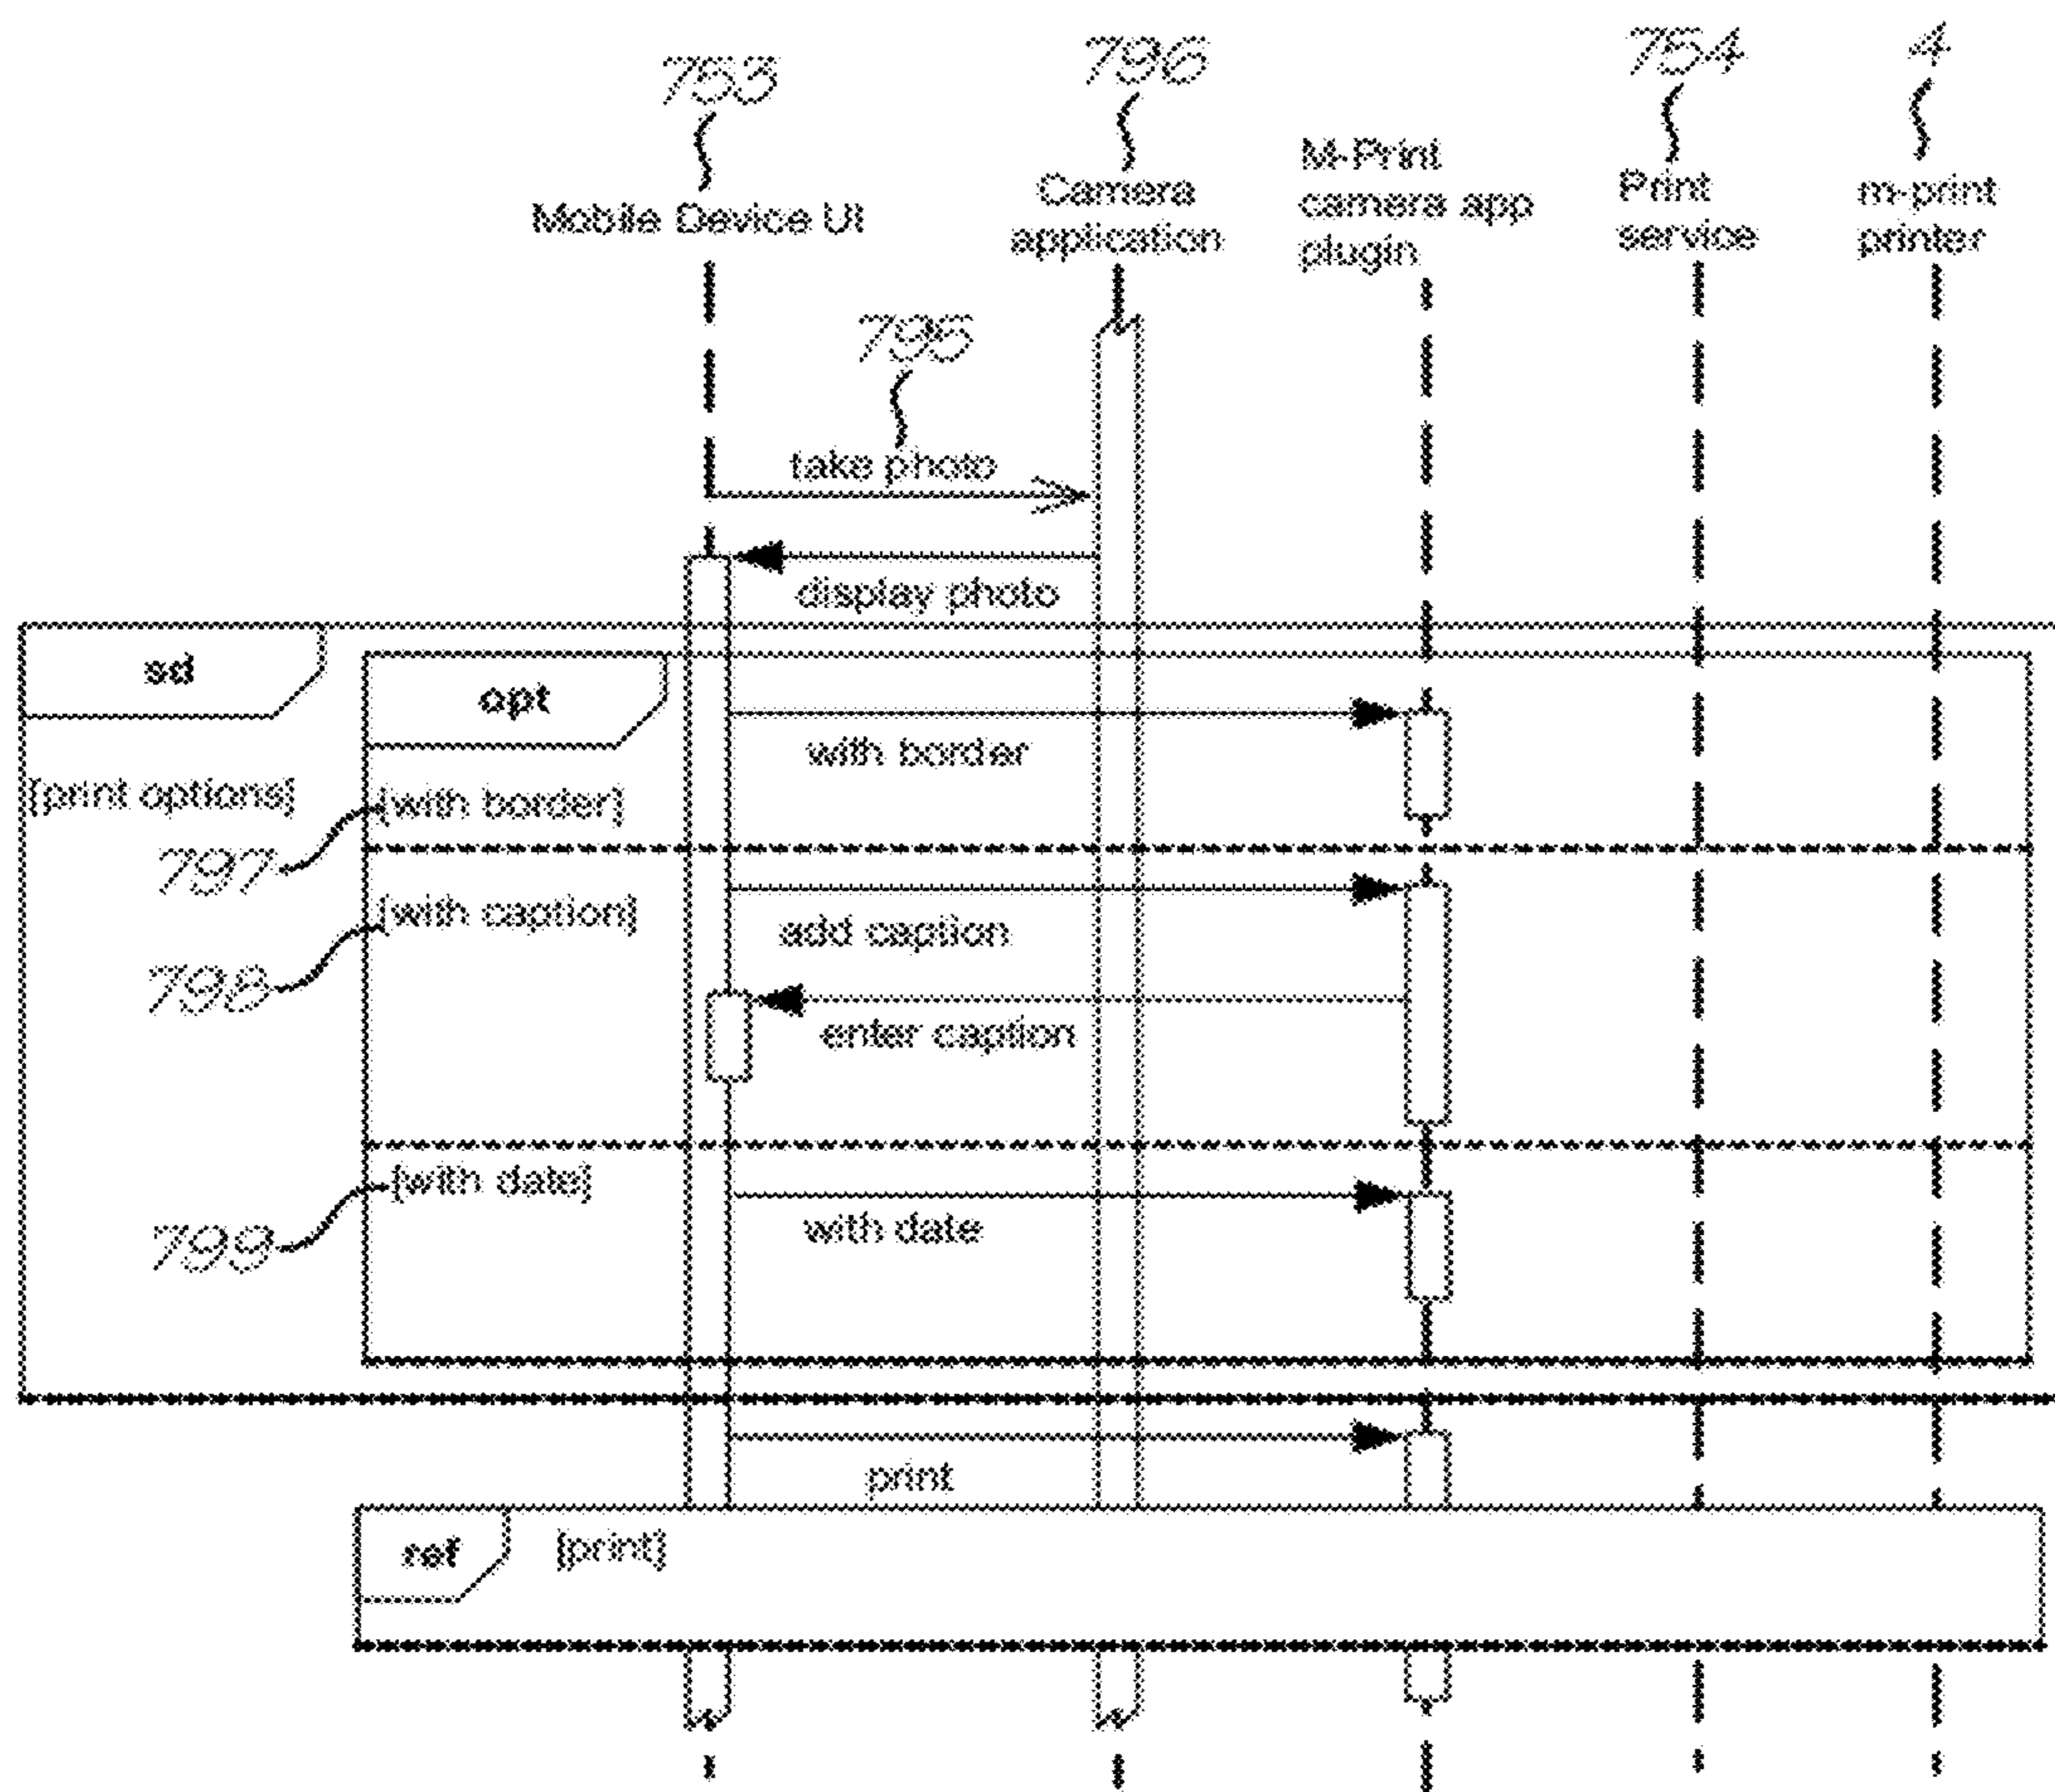 753
796
754
4
Mobile Device UI
Camera
application
M-Print
camera app
plugin
Print
service
m-print
printer
795
take photo
display photo
sd
opt
with border
[print options]
[with border]
797
[with caption]
add caption
798
enter caption
[with date]
with date
799
print
ref
[print]